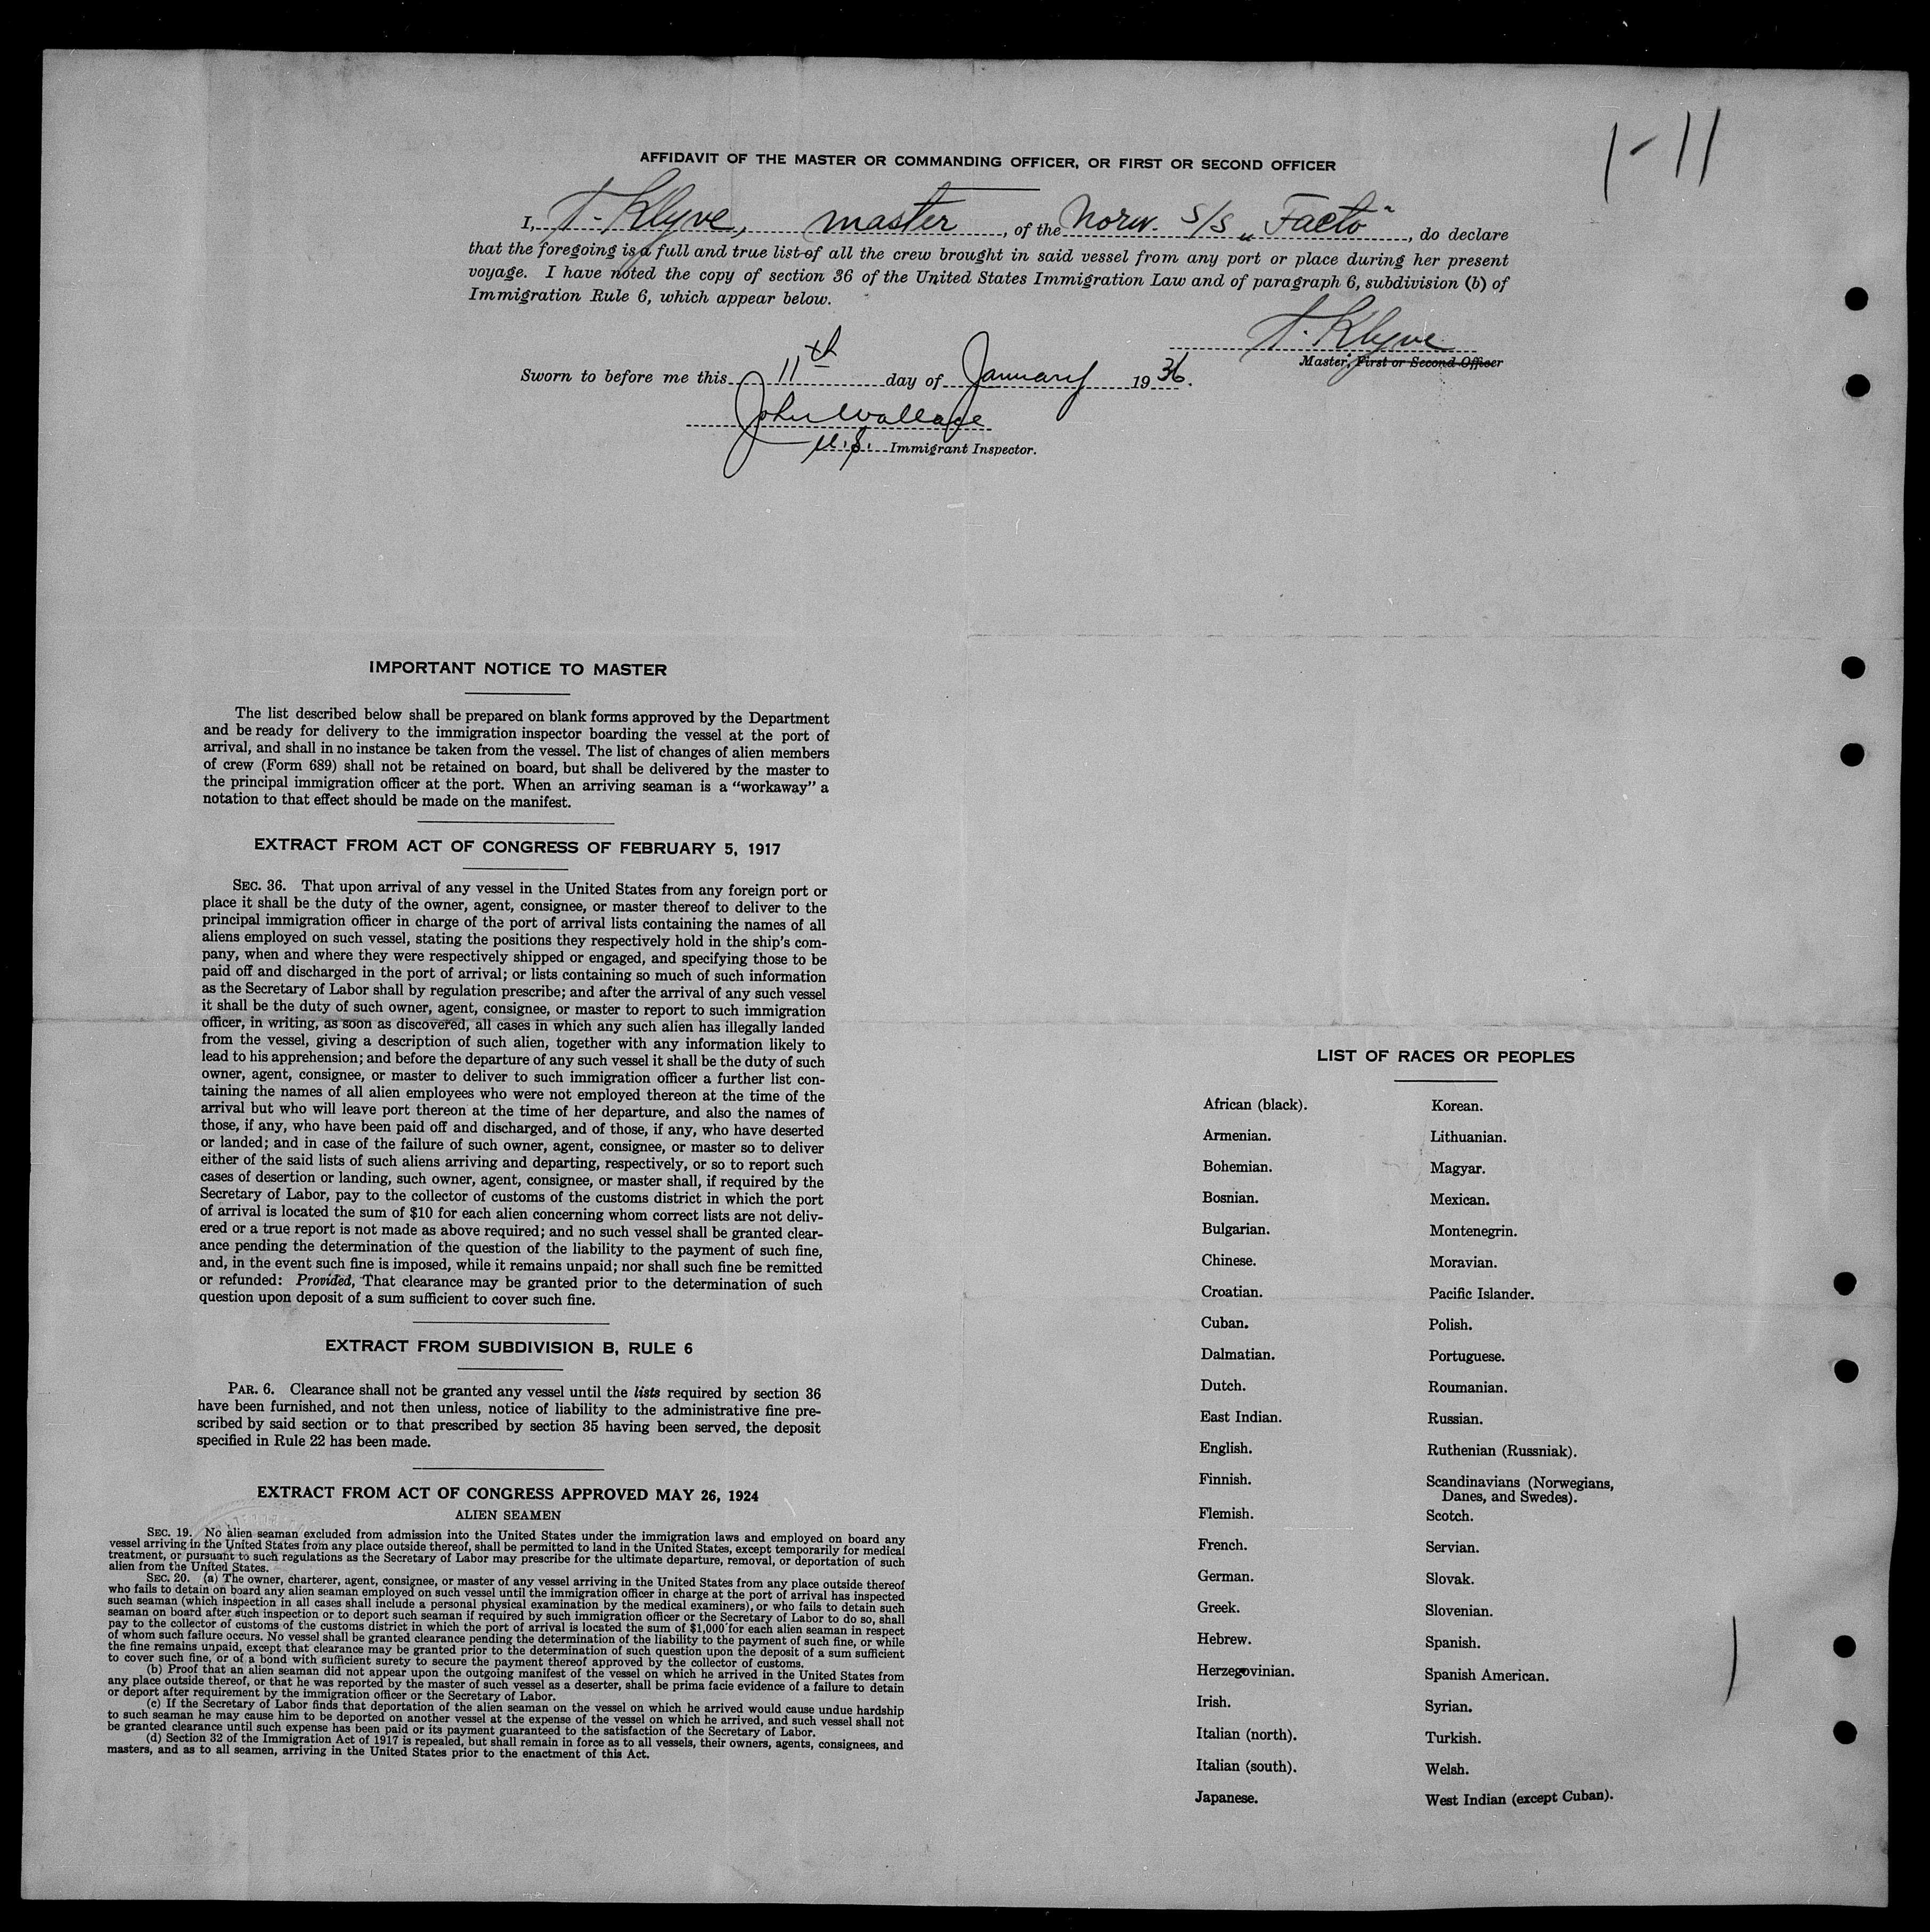 1-11
AFFIDAVIT OF THE MASTER OR COMMANDING OFFICER, OR FIRST OR SECOND OFFICER
I, T. Klyve, master, of the Norw. S/S „Facto", do declare
that the foregoing is a full and true list of all the crew brought in said vessel from any port or place during her present
voyage. I have noted the copy of section 36 of the United States Immigration Law and of paragraph 6, subdivision (b) of
Immigration Rule 6, which appear below.
T. Klyve
Master, First or Second Officer
Sworn to before me this 11th day of January 1936.
John Wallace
U.S. Immigrant Inspector.
IMPORTANT NOTICE TO MASTER
The list described below shall be prepared on blank forms approved by the Department
and be ready for delivery to the immigration inspector boarding the vessel at the port of
arrival, and shall in no instance be taken from the vessel. The list of changes of alien members
of crew (Form 689) shall not be retained on board, but shall be delivered by the master to
the principal immigration officer at the port. When an arriving seaman is a "workaway" a
notation to that effect should be made on the manifest.
EXTRACT FROM ACT OF CONGRESS OF FEBRUARY 5, 1917
SEC. 36. That upon arrival of any vessel in the United States from any foreign port or
place it shall be the duty of the owner, agent, consignee, or master thereof to deliver to the
principal immigration officer in charge of the port of arrival lists containing the names of all
aliens employed on such vessel, stating the positions they respectively hold in the ship's com-
pany, when and where they were respectively shipped or engaged, and specifying those to be
paid off and discharged in the port of arrival; or lists containing so much of such information
as the Secretary of Labor shall by regulation prescribe; and after the arrival of any such vessel
it shall be the duty of such owner, agent, consignee, or master to report to such immigration
officer, in writing, as soon as discovered, all cases in which any such alien has illegally landed
from the vessel, giving a description of such alien, together with any information likely to
lead to his apprehension; and before the departure of any such vessel it shall be the duty of such
owner, agent, consignee, or master to deliver to such immigration officer a further list con-
taining the names of all alien employees who were not employed thereon at the time of the
arrival but who will leave port thereon at the time of her departure, and also the names of
those, if any, who have been paid off and discharged, and of those, if any, who have deserted
or landed; and in case of the failure of such owner, agent, consignee, or master so to deliver
either of the said lists of such aliens arriving and departing, respectively, or so to report such
cases of desertion or landing, such owner, agent, consignee, or master shall, if required by the
Secretary of Labor, pay to the collector of customs of the customs district in which the port
of arrival is located the sum of $10 for each alien concerning whom correct lists are not deliv-
ered or a true report is not made as above required; and no such vessel shall be granted clear-
ance pending the determination of the question of the liability to the payment of such fine,
and, in the event such fine is imposed, while it remains unpaid; nor shall such fine be remitted
or refunded: Provided, That clearance may be granted prior to the determination of such
question upon deposit of a sum sufficient to cover such fine.
EXTRACT FROM SUBDIVISION B, RULE 6
PAR. 6. Clearance shall not be granted any vessel until the lists required by section 36
have been furnished, and not then unless, notice of liability to the administrative fine pre-
scribed by said section or to that prescribed by section 35 having been served, the deposit
specified in Rule 22 has been made.
EXTRACT FROM ACT OF CONGRESS APPROVED MAY 26, 1924
ALIEN SEAMEN
SEC. 19. No alien seaman excluded from admission into the United States under the immigration laws and employed on board any
vessel arriving in the United States from any place outside thereof, shall be permitted to land in the United States, except temporarily for medical
treatment, or pursuant to such regulations as the Secretary of Labor may prescribe for the ultimate departure, removal, or deportation of such
alien from the United States.
SEC. 20. (a) The owner, charterer, agent, consignee, or master of any vessel arriving in the United States from any place outside thereof
who fails to detain on board any alien seaman employed on such vessel until the immigration officer in charge at the port of arrival has inspected
such seaman (which inspection in all cases shall include a personal physical examination by the medical examiners), or who fails to detain such
seaman on board after such inspection or to deport such seaman if required by such immigration officer or the Secretary of Labor to do so, shall
pay to the collector of customs of the customs district in which the port of arrival is located the sum of $1,000 for each alien seaman in respect
of whom such failure occurs. No vessel shall be granted clearance pending the determination of the liability to the payment of such fine, or while
the fine remains unpaid, except that clearance may be granted prior to the determination of such question upon the deposit of a sum sufficient
to cover such fine, or of a bond with sufficient surety to secure the payment thereof approved by the collector of customs.
(b) Proof that an alien seaman did not appear upon the outgoing manifest of the vessel on which he arrived in the United States from
any place outside thereof, or that he was reported by the master of such vessel as a deserter, shall be prima facie evidence of a failure to detain
or deport after requirement by the immigration officer or the Secretary of Labor.
(c) If the Secretary of Labor finds that deportation of the alien seaman on the vessel on which he arrived would cause undue hardship
to such seaman he may cause him to be deported on another vessel at the expense of the vessel on which he arrived, and such vessel shall not
be granted clearance until such expense has been paid or its payment guaranteed to the satisfaction of the Secretary of Labor.
(d) Section 32 of the Immigration Act of 1917 is repealed, but shall remain in force as to all vessels, their owners, agents, consignees, and
masters, and as to all seamen, arriving in the United States prior to the enactment of this Act.
LIST OF RACES OR PEOPLES
African (black).
Armenian.
Bohemian.
Bosnian.
Bulgarian.
Chinese.
Croatian.
Cuban.
Dalmatian.
Dutch.
East Indian.
English.
Finnish.
Flemish.
French.
German.
Greek.
Hebrew.
Herzegovinian.
Irish.
Italian (north).
Italian (south).
Japanese.
Korean.
Lithuanian.
Magyar.
Mexican.
Montenegrin.
Moravian.
Pacific Islander.
Polish.
Portuguese.
Roumanian.
Russian.
Ruthenian (Russniak).
Scandinavians (Norwegians,
Danes, and Swedes).
Scotch.
Servian.
Slovak.
Slovenian.
Spanish.
Spanish American.
Syrian.
Turkish.
Welsh.
West Indian (except Cuban).